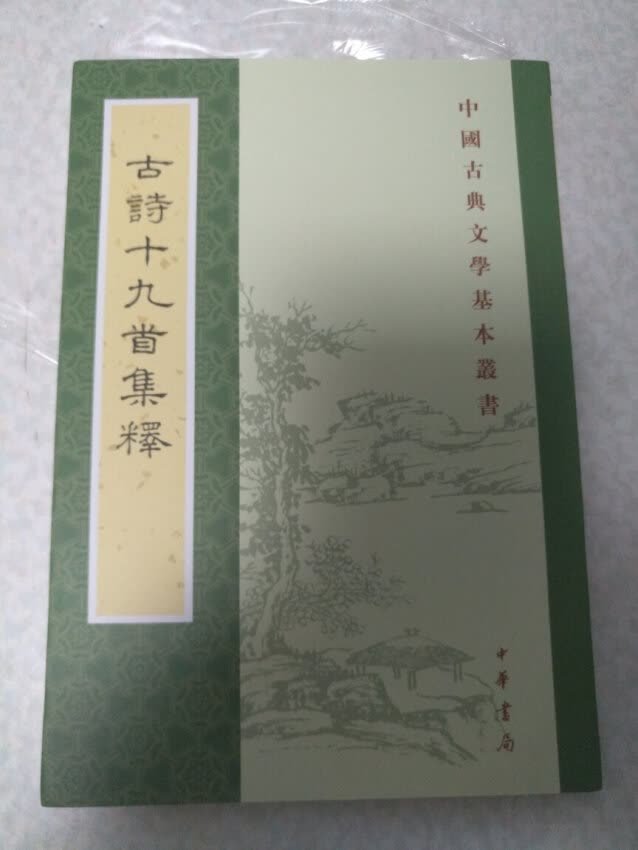 中國古典文學基本叢書
古詩十九首集釋
中華書局